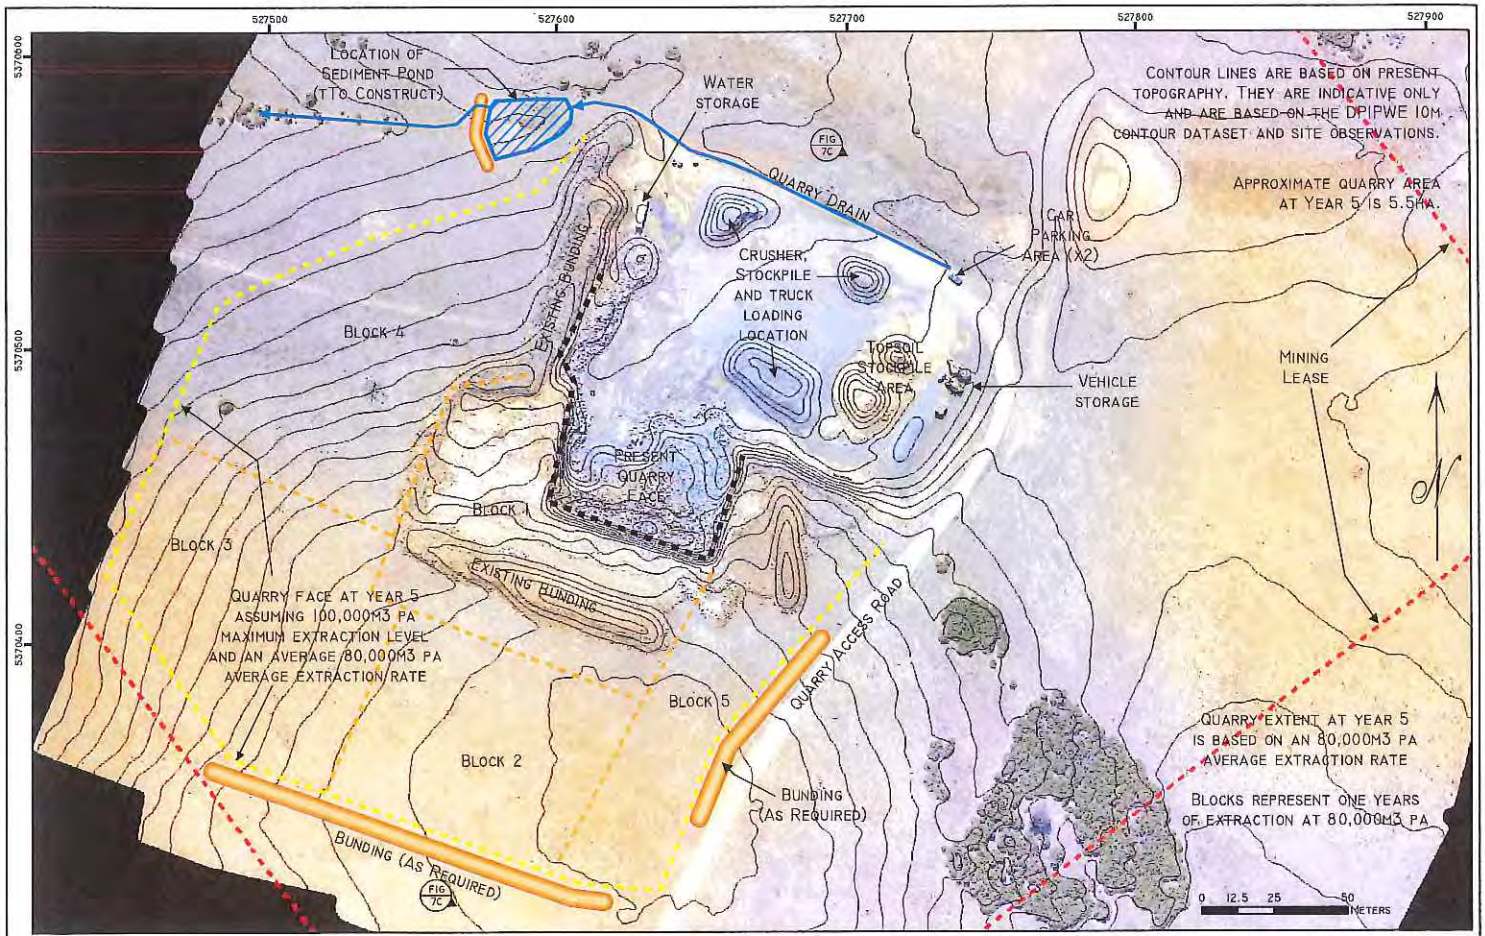 527500
527600
527700
527800
527900
5370600
5370500
5370400
LOCATION OF
SEDIMENT POND
(TTO CONSTRUCT)
WATER
STORAGE
FIG
7C
QUARRY DRAIN
CAR
PARKING
AREA (X2)
CONTOUR LINES ARE BASED ON PRESENT
TOPOGRAPHY. THEY ARE INDICATIVE ONLY
AND ARE BASED ON THE DPIPWE 10M
CONTOUR DATASET AND SITE OBSERVATIONS.
APPROXIMATE QUARRY AREA
AT YEAR 5 IS 5.5HA.
EXISTING BUNDING
CRUSHER,
STOCKPILE
AND TRUCK
LOADING
LOCATION
BLOCK 4
TOPSOIL
STOCKPILE
AREA
VEHICLE
STORAGE
MINING
LEASE
N
PRESENT
QUARRY
FACE
BLOCK 1
BLOCK 3
EXISTING BUNDING
QUARRY FACE AT YEAR 5
ASSUMING 100,000M3 PA
MAXIMUM EXTRACTION LEVEL
AND AN AVERAGE 80,000M3 PA
AVERAGE EXTRACTION RATE
QUARRY ACCESS ROAD
BLOCK 5
BLOCK 2
BUNDING
(AS REQUIRED)
BUNDING (AS REQUIRED)
FIG
7C
QUARRY EXTENT AT YEAR 5
IS BASED ON AN 80,000M3 PA
AVERAGE EXTRACTION RATE
BLOCKS REPRESENT ONE YEARS
OF EXTRACTION AT 80,000M3 PA
0 12.5 25 50
METERS